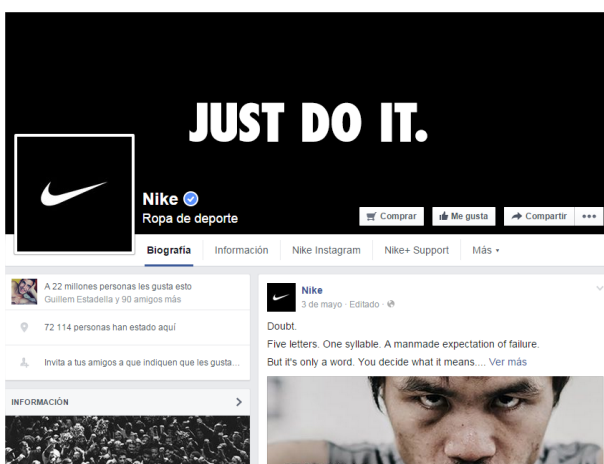 JUST DO IT.
Nike
Ropa de deporte
Comprar
Me gusta
Compartir
Biografía
Información
Nike Instagram
Nike+ Support
Más
A 22 millones personas les gusta esto
Guillem Estadella y 90 amigos más
72 114 personas han estado aquí
Invita a tus amigos a que indiquen que les gusta...
INFORMACIÓN
Nike
3 de mayo · Editado ·
Doubt.
Five letters. One syllable. A manmade expectation of failure.
But it's only a word. You decide what it means.... Ver más